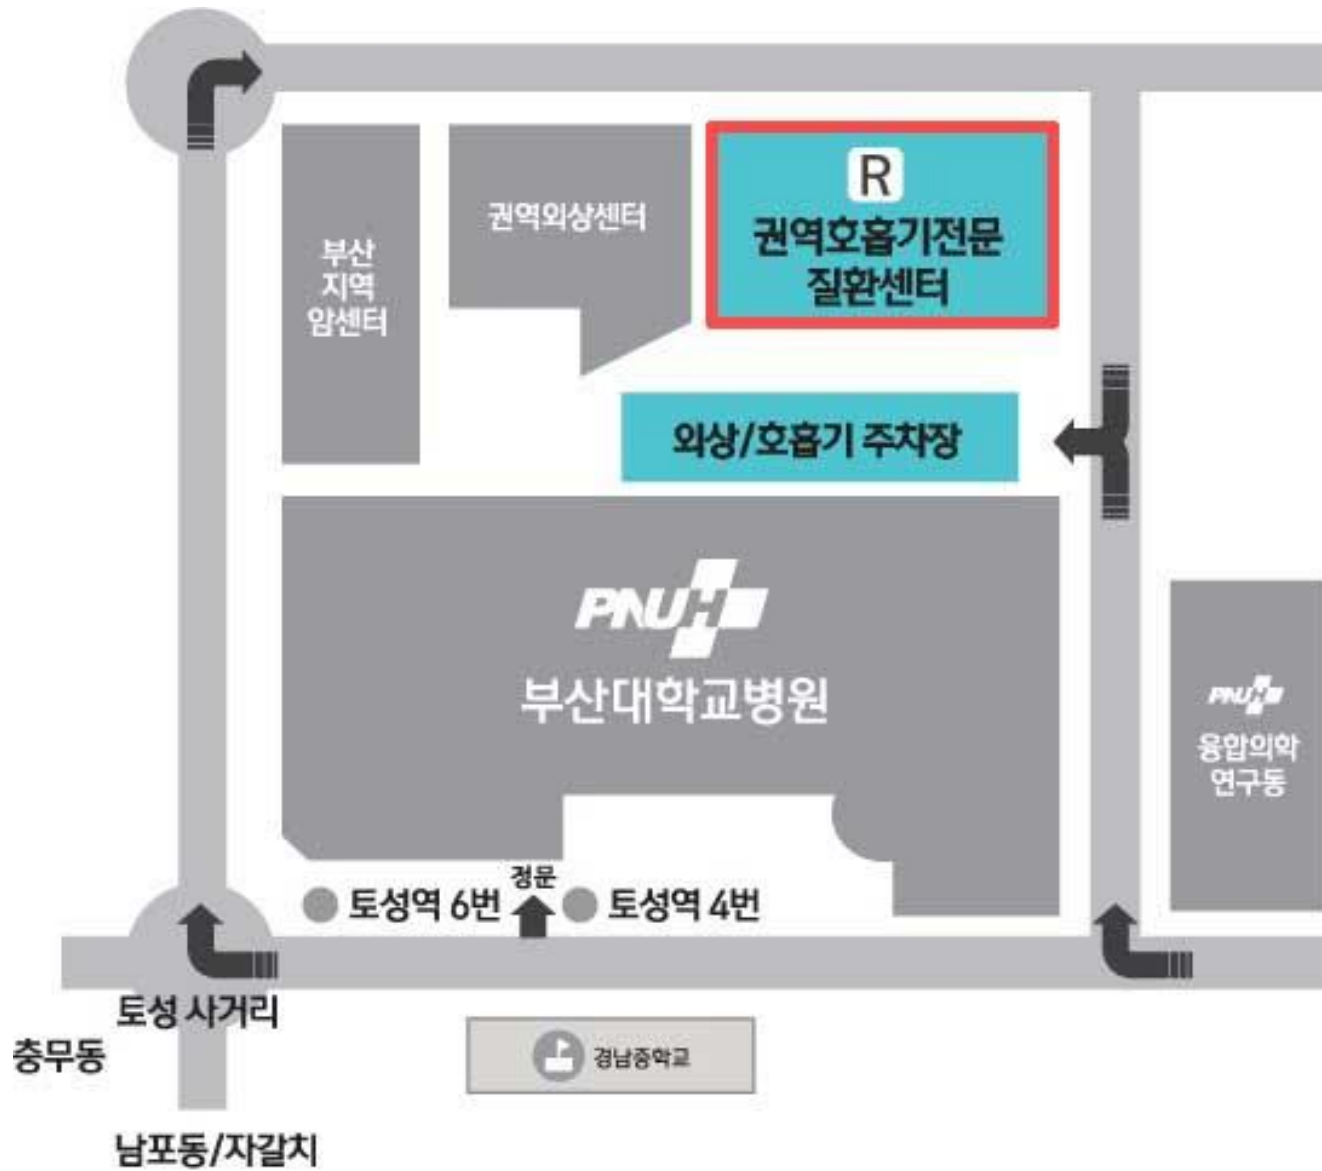 R
권역호흡기전문
질환센터
권역외상센터
부산
지역
암센터
외상/호흡기 주차장
PNUH
부산대학교병원
PNUH
융합의학
연구동
정문
토성역 6번
토성역 4번
토성 사거리
충무동
경남중학교
남포동/자갈치